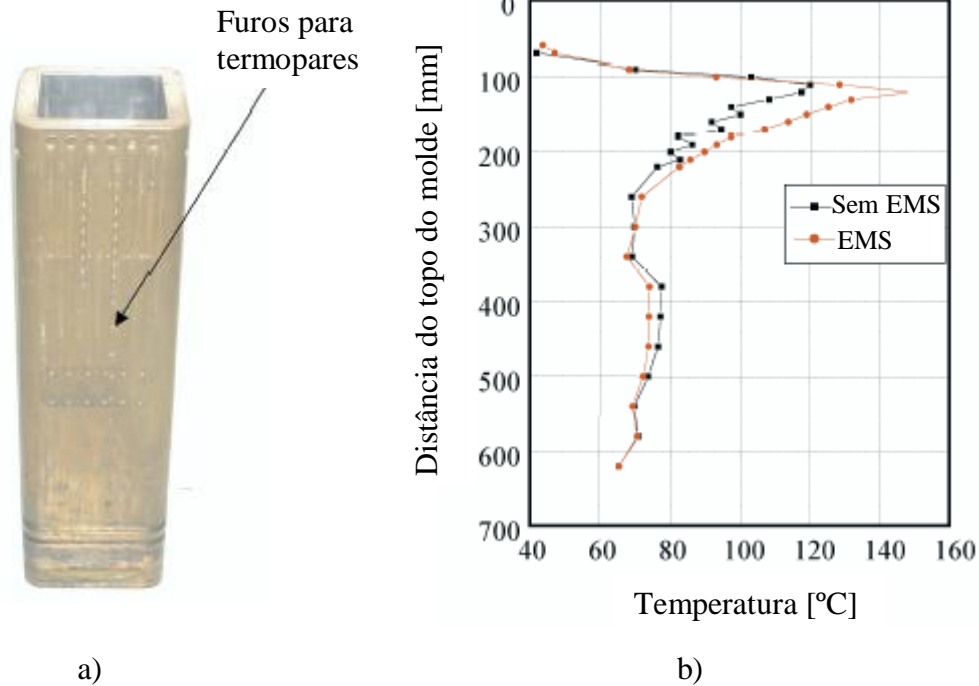 Furos para
termopares
a)
Distância do topo do molde [mm]
0
100
200
300
400
500
600
700
Sem EMS
EMS
40 60 80 100 120 140 160
Temperatura [ºC]
b)